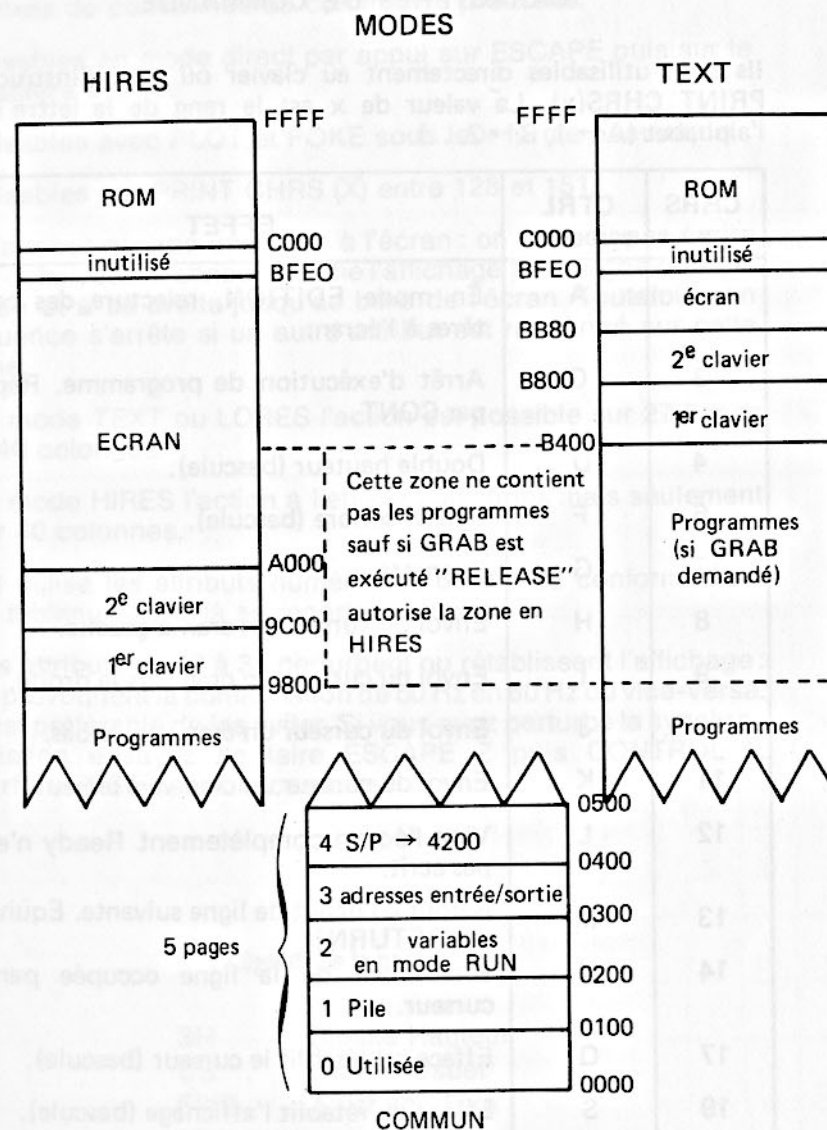 MODES
HIRES
TEXT
FFFF
FFFF
ROM
ROM
C000
C000
inutilisé
inutilisé
BFEO
BFEO
écran
BB80
2e clavier
B800
1er clavier
B400
ECRAN
Cette zone ne contient
pas les programmes
sauf si GRAB est
exécuté "RELEASE"
autorise la zone en
HIRES
Programmes
(si GRAB
demandé)
A000
2e clavier
9C00
1er clavier
9800
Programmes
Programmes
0500
4 S/P → 4200
0400
3 adresses entrée/sortie
0300
5 pages
2 variables
en mode RUN
0200
1 Pile
0100
0 Utilisée
0000
COMMUN